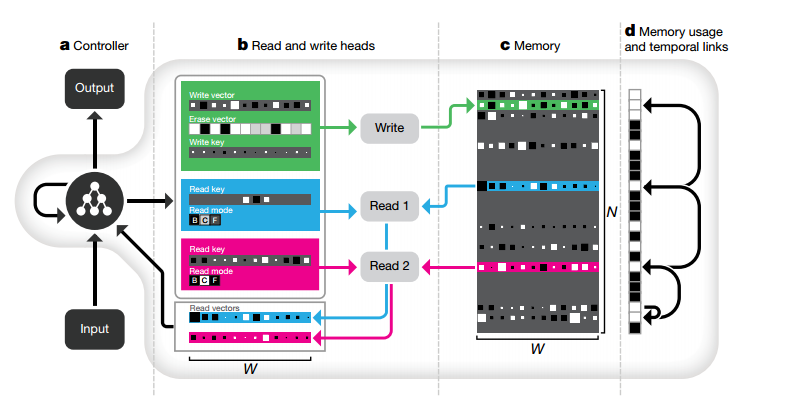 a Controller
b Read and write heads
c Memory
d Memory usage
and temporal links
Output
Input
Write vector
Erase vector
Write key
Read key
Read mode
B C F
Read key
Read mode
B C F
Read vectors
W
Write
Read 1
Read 2
N
W